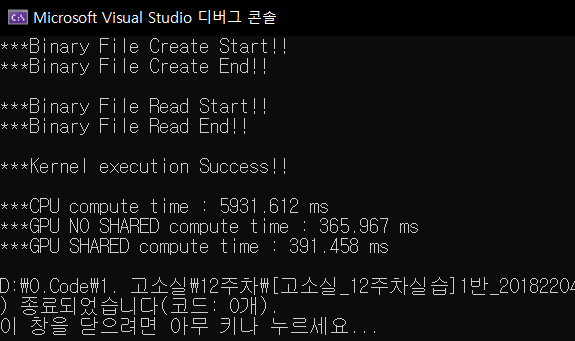 Microsoft Visual Studio 디버그 콘솔
***Binary File Create Start!!
***Binary File Create End!!
***Binary File Read Start!!
***Binary File Read End!!
***Kernel execution Success!!
***CPU compute time : 5931.612 ms
***GPU NO SHARED compute time : 365.967 ms
***GPU SHARED compute time : 391.458 ms
D:₩0.Code₩1. 고소실₩12주차₩[고소실_12주차실습]1반_20182204
) 종료되었습니다(코드: 0개).
이 창을 닫으려면 아무 키나 누르세요...